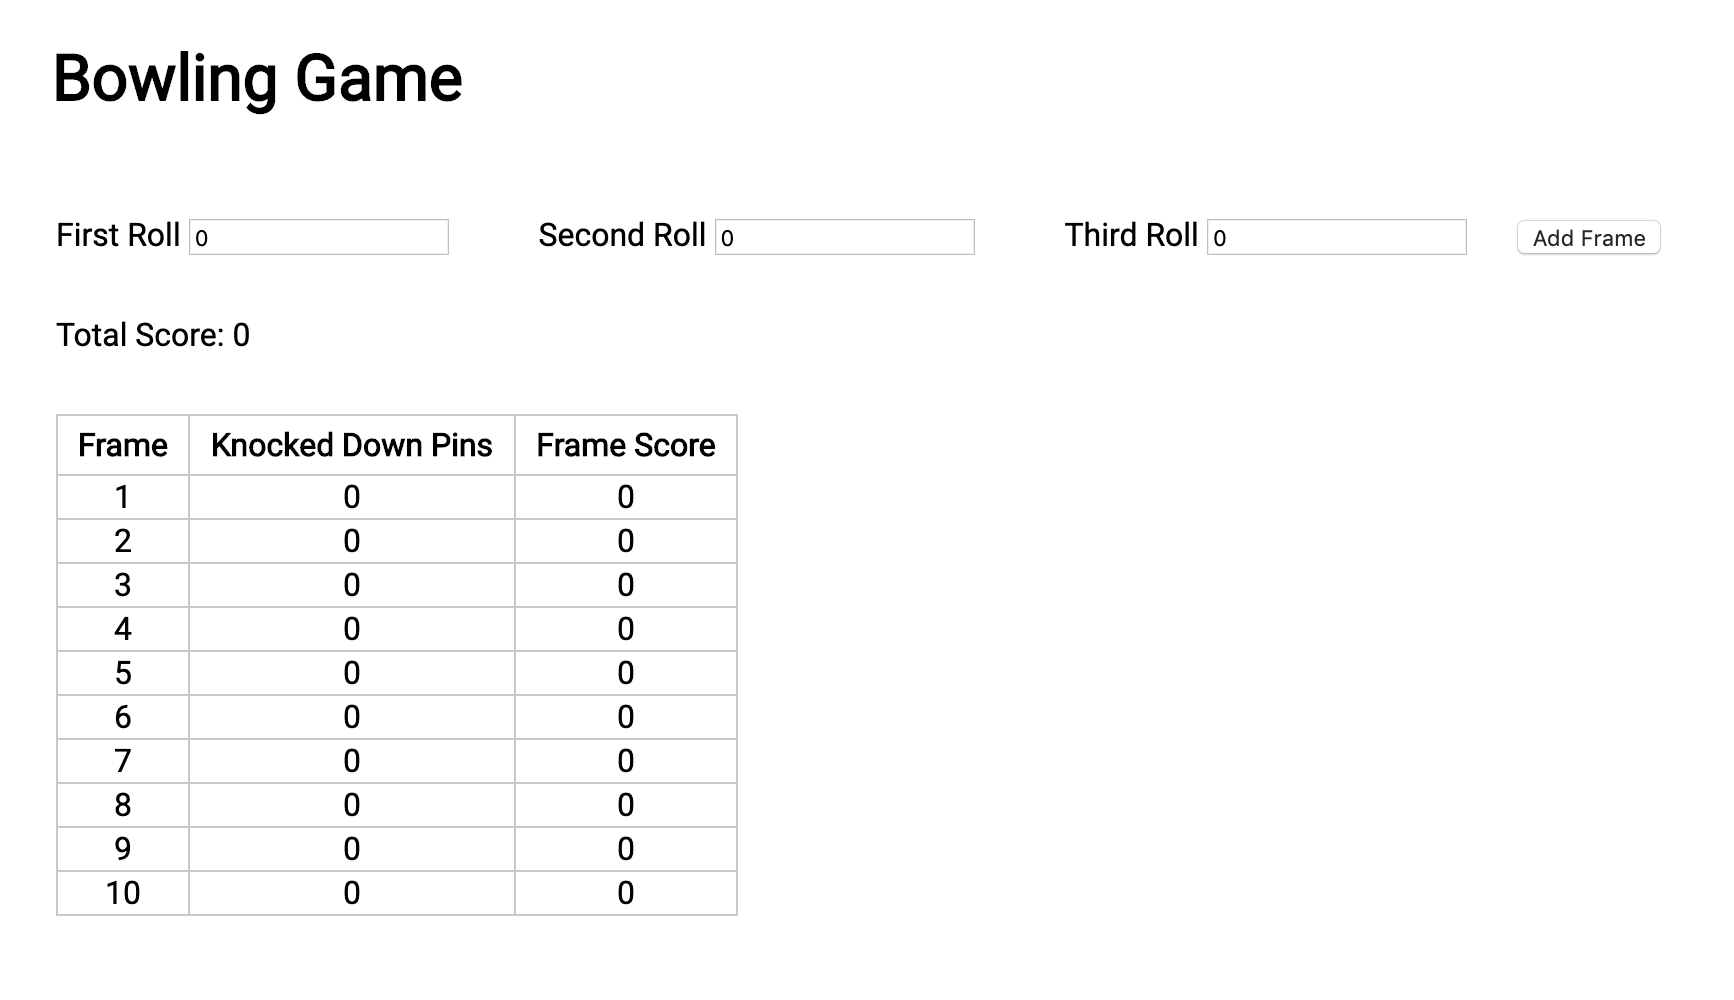 Bowling Game
First Roll 0 Second Roll 0 Third Roll 0 Add Frame
Total Score: 0
Frame Knocked Down Pins Frame Score
1 0 0
2 0 0
3 0 0
4 0 0
5 0 0
6 0 0
7 0 0
8 0 0
9 0 0
10 0 0